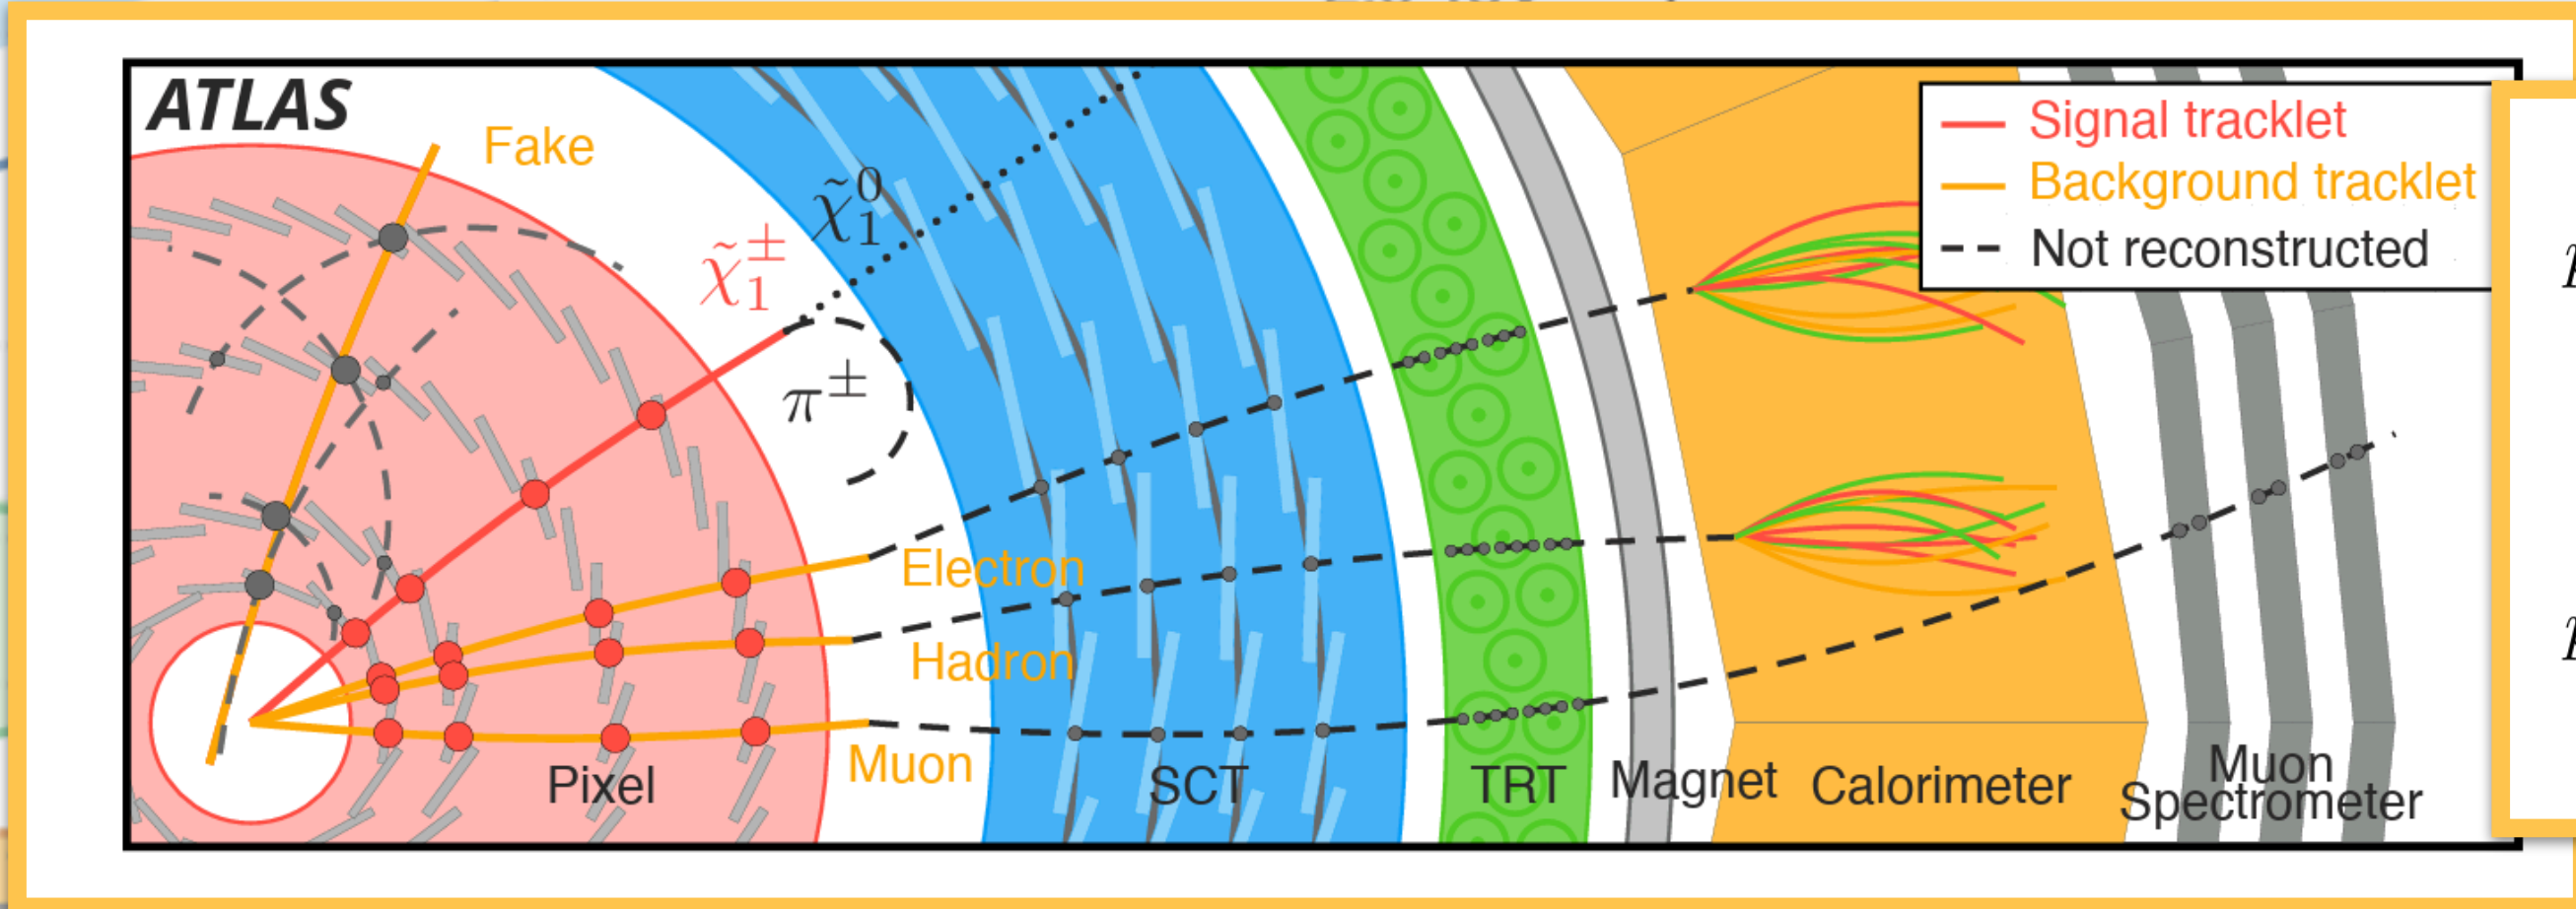 ATLAS
Fake
Signal tracklet
Background tracklet
Not reconstructed
χ̃₁⁰
χ̃₁±
π±
Electron
Hadron
Muon
Pixel
SCT
TRT
Magnet
Calorimeter
Muon
Spectrometer